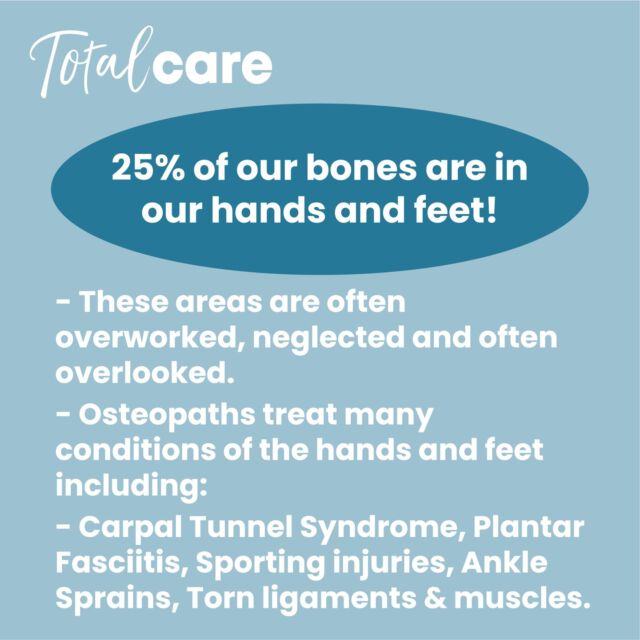 Total care
25% of our bones are in
our hands and feet!
- These areas are often
overworked, neglected and often
overlooked.
- Osteopaths treat many
conditions of the hands and feet
including:
- Carpal Tunnel Syndrome, Plantar
Fasciitis, Sporting injuries, Ankle
Sprains, Torn ligaments & muscles.